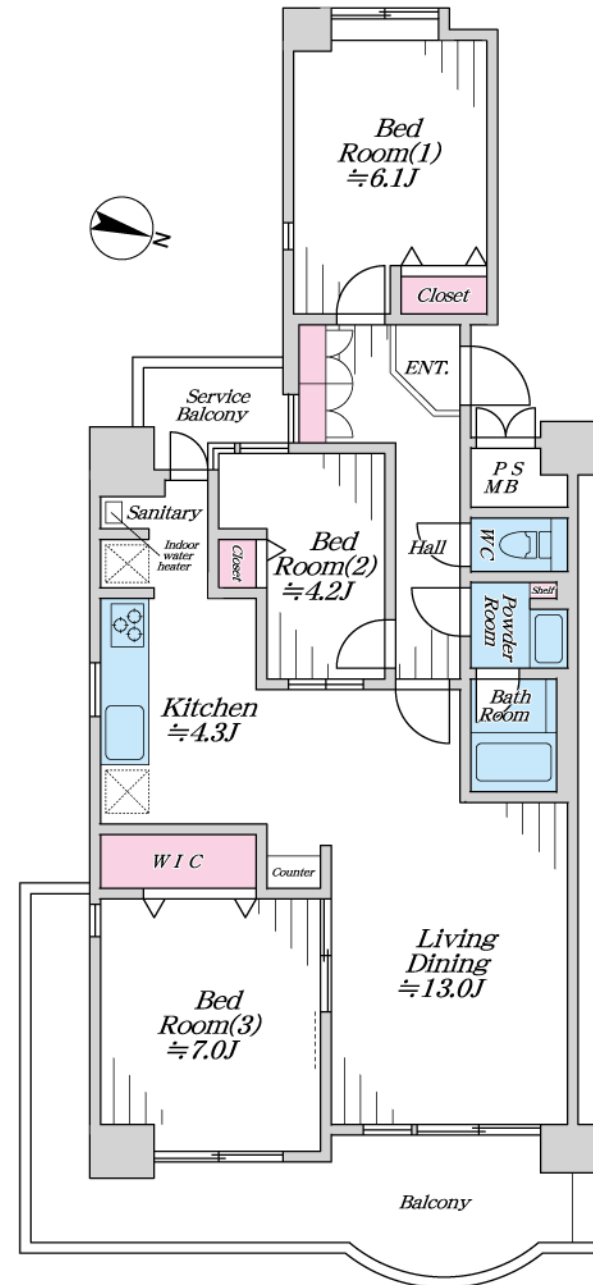 Bed
Room(1)
≒6.1J
N
Closet
ENT.
Service
Balcony
P S
MB
Sanitary
Indoor
water
heater
Closet
Bed
Room(2)
≒4.2J
Hall
WC
Shelf
Powder
Room
Bath
Room
Kitchen
≒4.3J
W I C
Counter
Living
Dining
≒13.0J
Bed
Room(3)
≒7.0J
Balcony